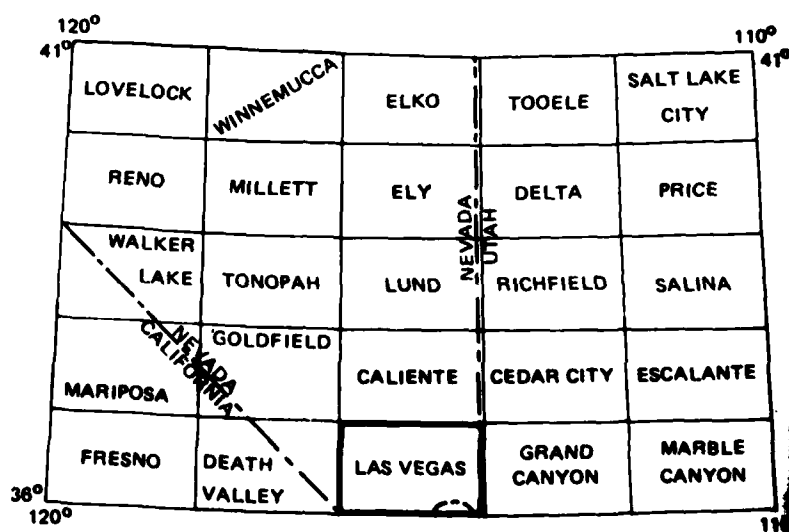 120° 110°
41° 41°
LOVELOCK WINNEMUCCA ELKO TOOELE SALT LAKE
CITY
RENO MILLETT ELY DELTA PRICE
NEVADA
UTAH
WALKER
LAKE TONOPAH LUND RICHFIELD SALINA
NEVADA
CALIFORNIA
GOLDFIELD
MARIPOSA CALIENTE CEDAR CITY ESCALANTE
FRESNO DEATH
VALLEY LAS VEGAS GRAND
CANYON MARBLE
CANYON
36°
120°